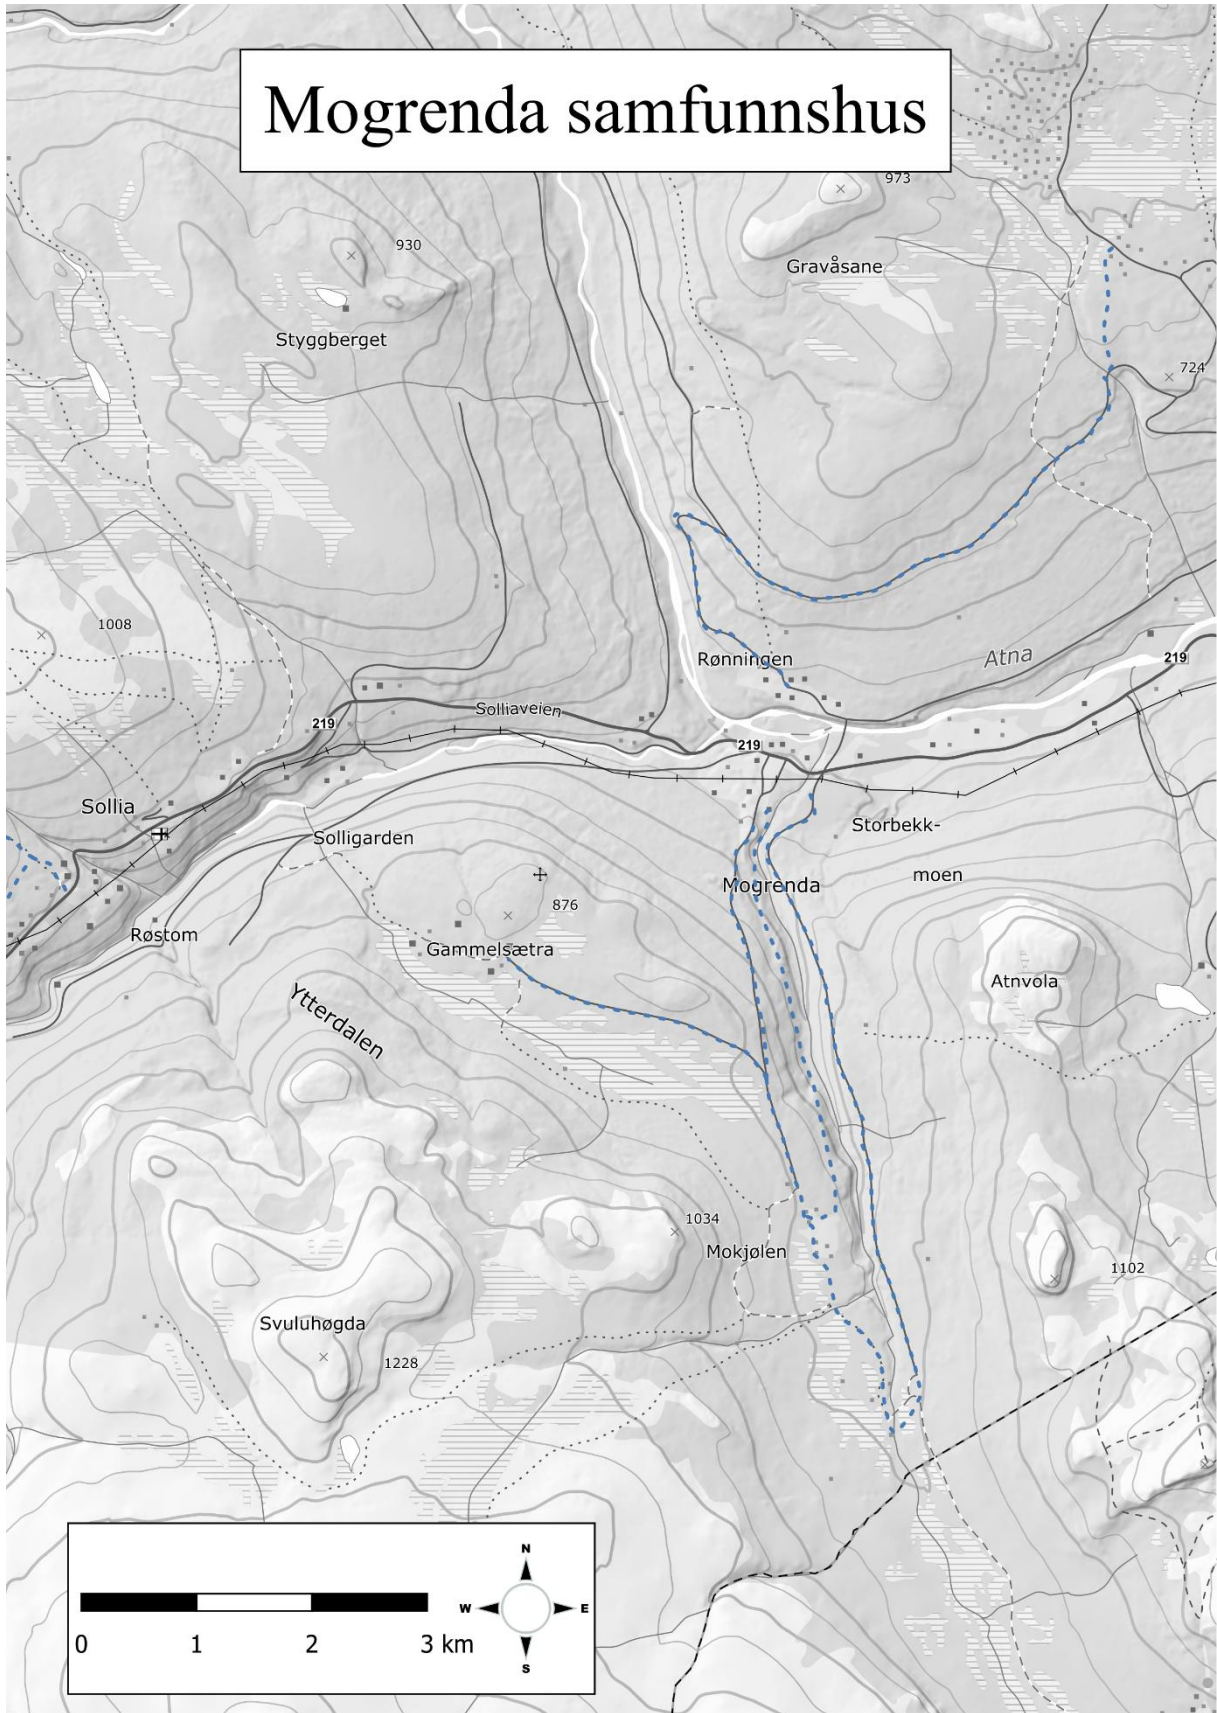 Mogrenda samfunnshus
973
930
Gravåsane
Styggberget
724
1008
Rønningen
Atna
219
Solliaveien
219
219
Sollia
Solligarden
Storbekk-
moen
Mogrenda
876
Røstom
Gammelsætra
Atnvola
Ytterdalen
1034
Mokjølen
1102
Svuluhøgda
1228
N
W E
S
0 1 2 3 km